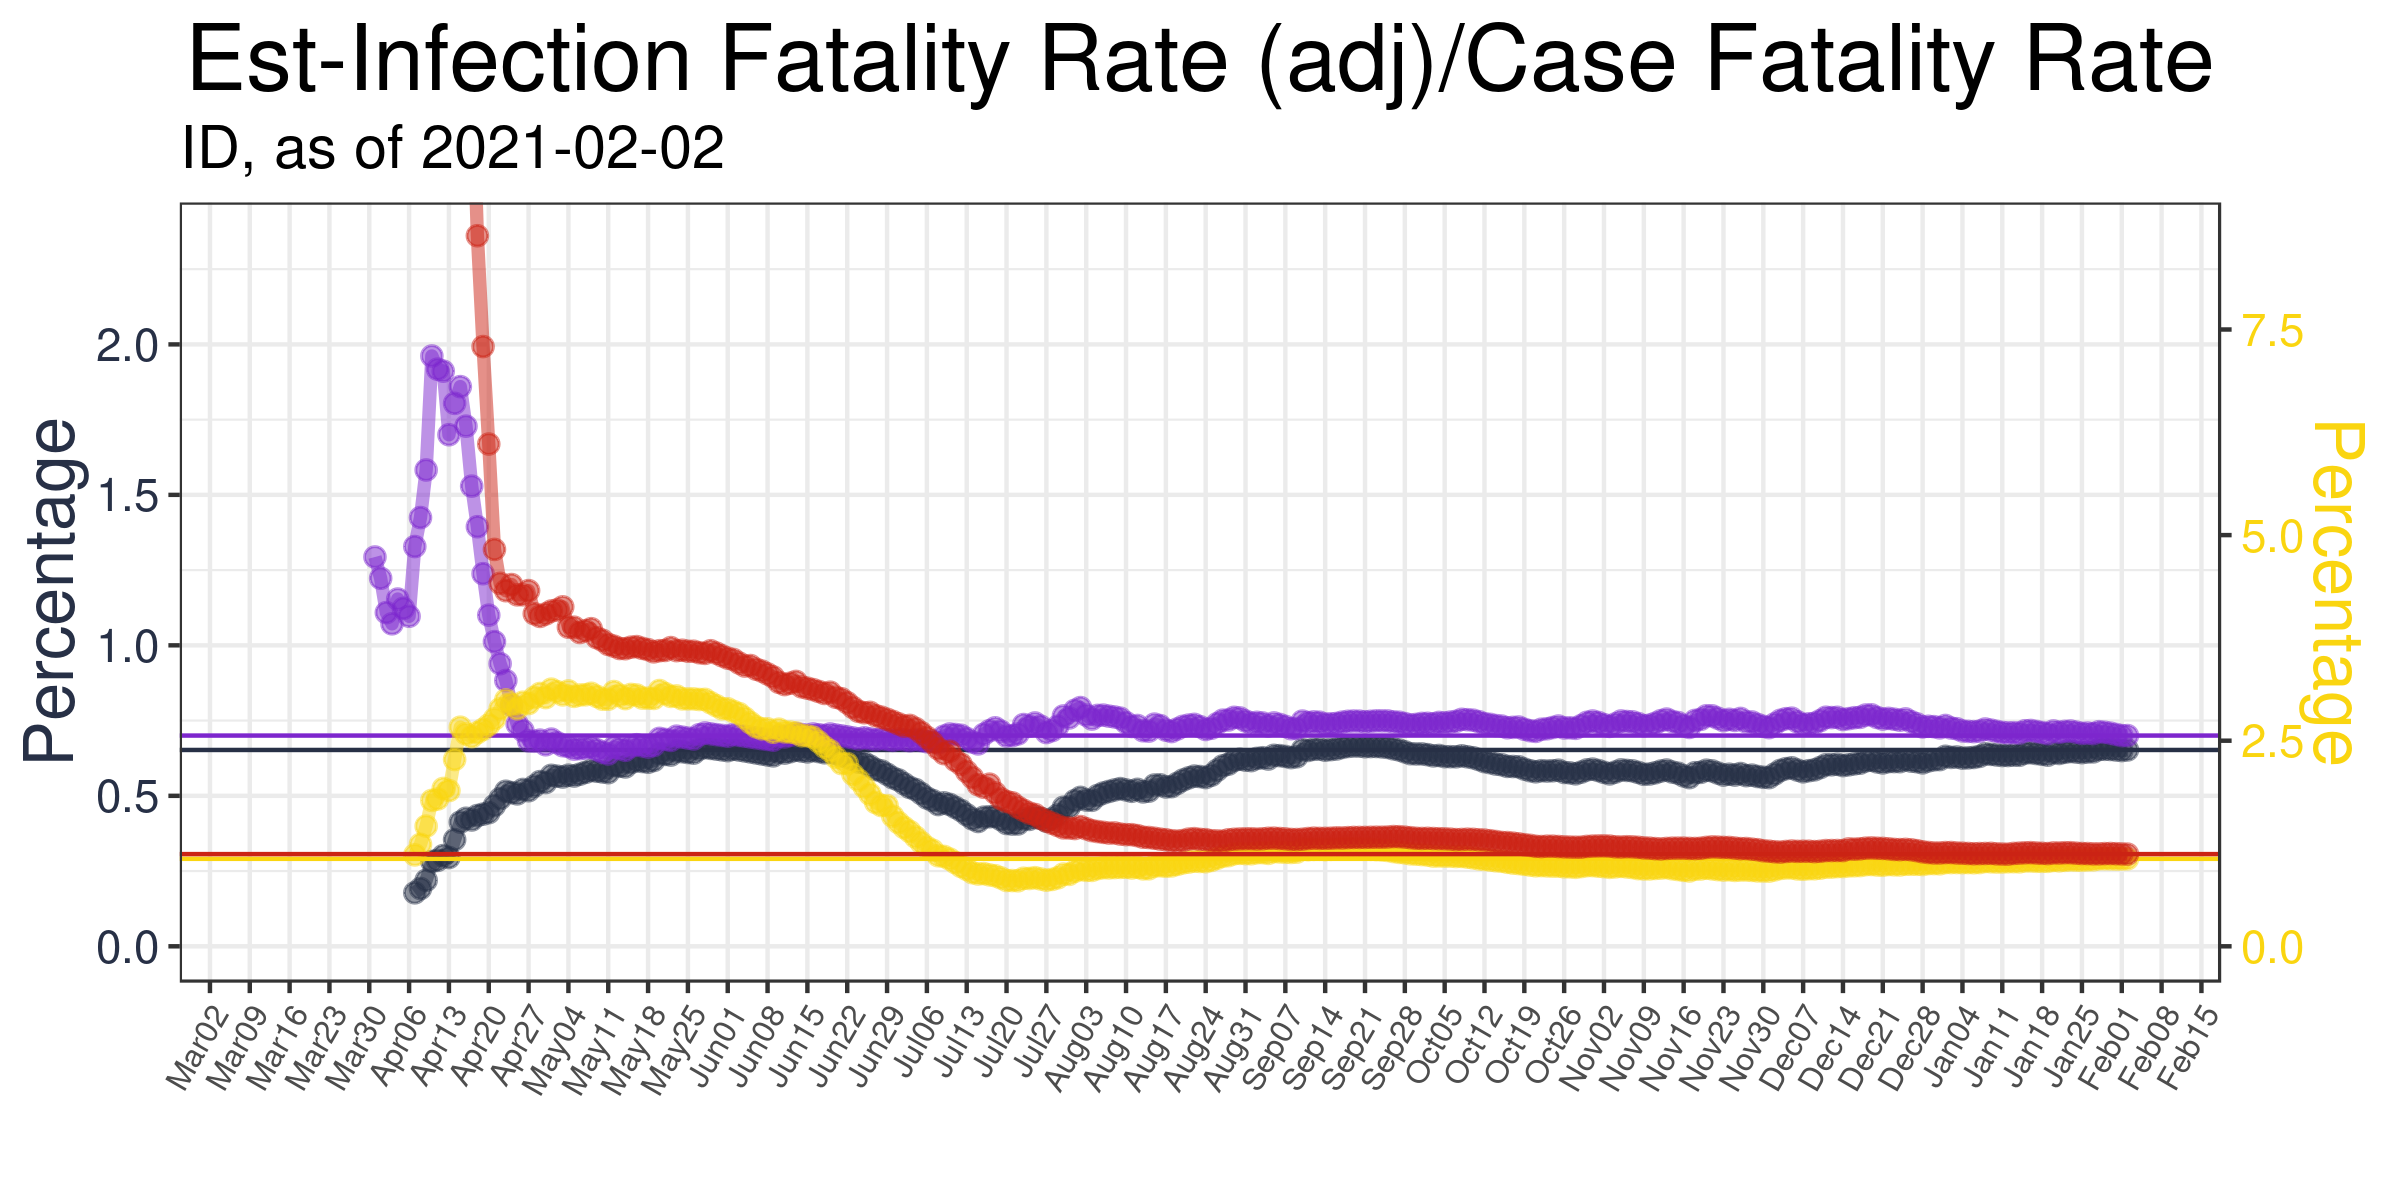 Est-Infection Fatality Rate (adj)/Case Fatality Rate
ID, as of 2021-02-02
Percentage
2.0
1.5
1.0
0.5
0.0
7.5
5.0
2.5
0.0
Percentage
Mar02 Mar09 Mar16 Mar23 Mar30 Apr06 Apr13 Apr20 Apr27 May04 May11 May18 May25 Jun01 Jun08 Jun15 Jun22 Jun29 Jul06 Jul13 Jul20 Jul27 Aug03 Aug10 Aug17 Aug24 Aug31 Sep07 Sep14 Sep21 Sep28 Oct05 Oct12 Oct19 Oct26 Nov02 Nov09 Nov16 Nov23 Nov30 Dec07 Dec14 Dec21 Dec28 Jan04 Jan11 Jan18 Jan25 Feb01 Feb08 Feb15